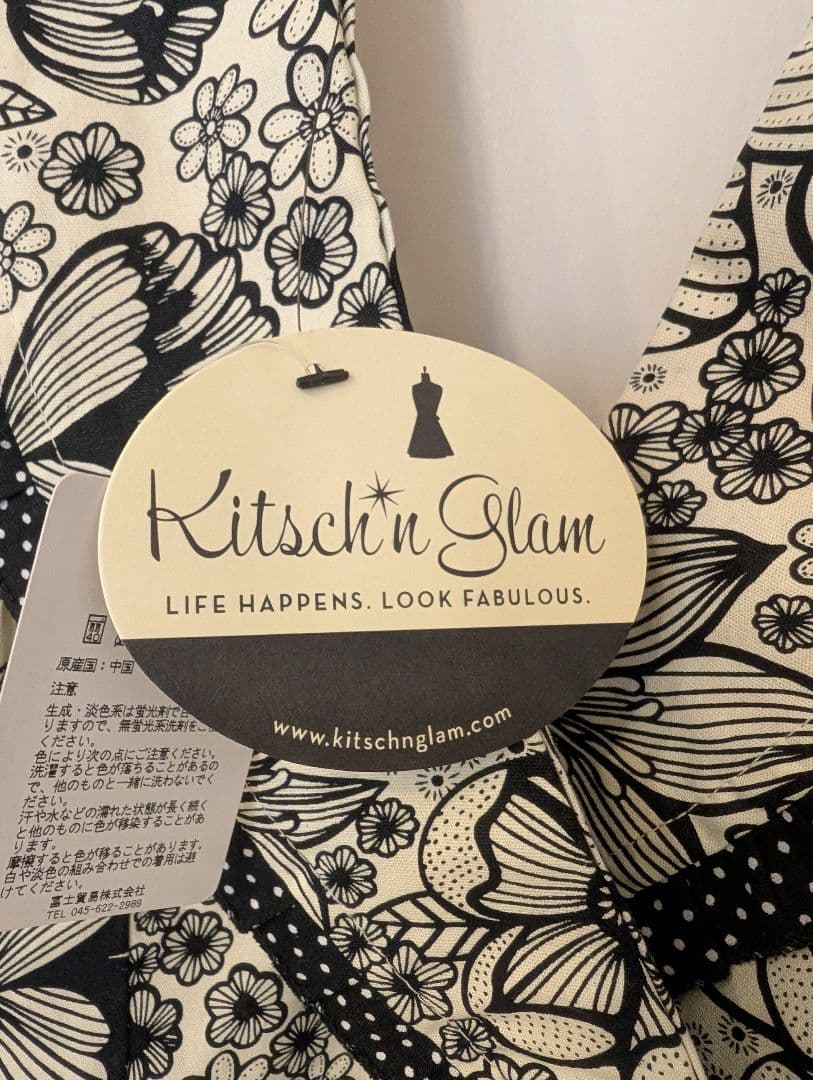 Kitsch'n Glam
LIFE HAPPENS. LOOK FABULOUS.
www.kitschnglam.com
40
原産国：中国
注意
生成・淡色系は蛍光剤で
りますので、無蛍光系洗剤をご
ください。
色により次の点にご注意ください。
洗濯すると色が落ちることがあるの
で、他のものと一緒に洗わないでく
ださい。
汗や水などの濡れた状態が長く続く
と他のものに色が移染することがあ
ります。
摩擦すると色が移ることがあります。
白や淡色の組み合わせでの着用は避
けてください。
富士貿易株式会社
TEL 045-622-2989